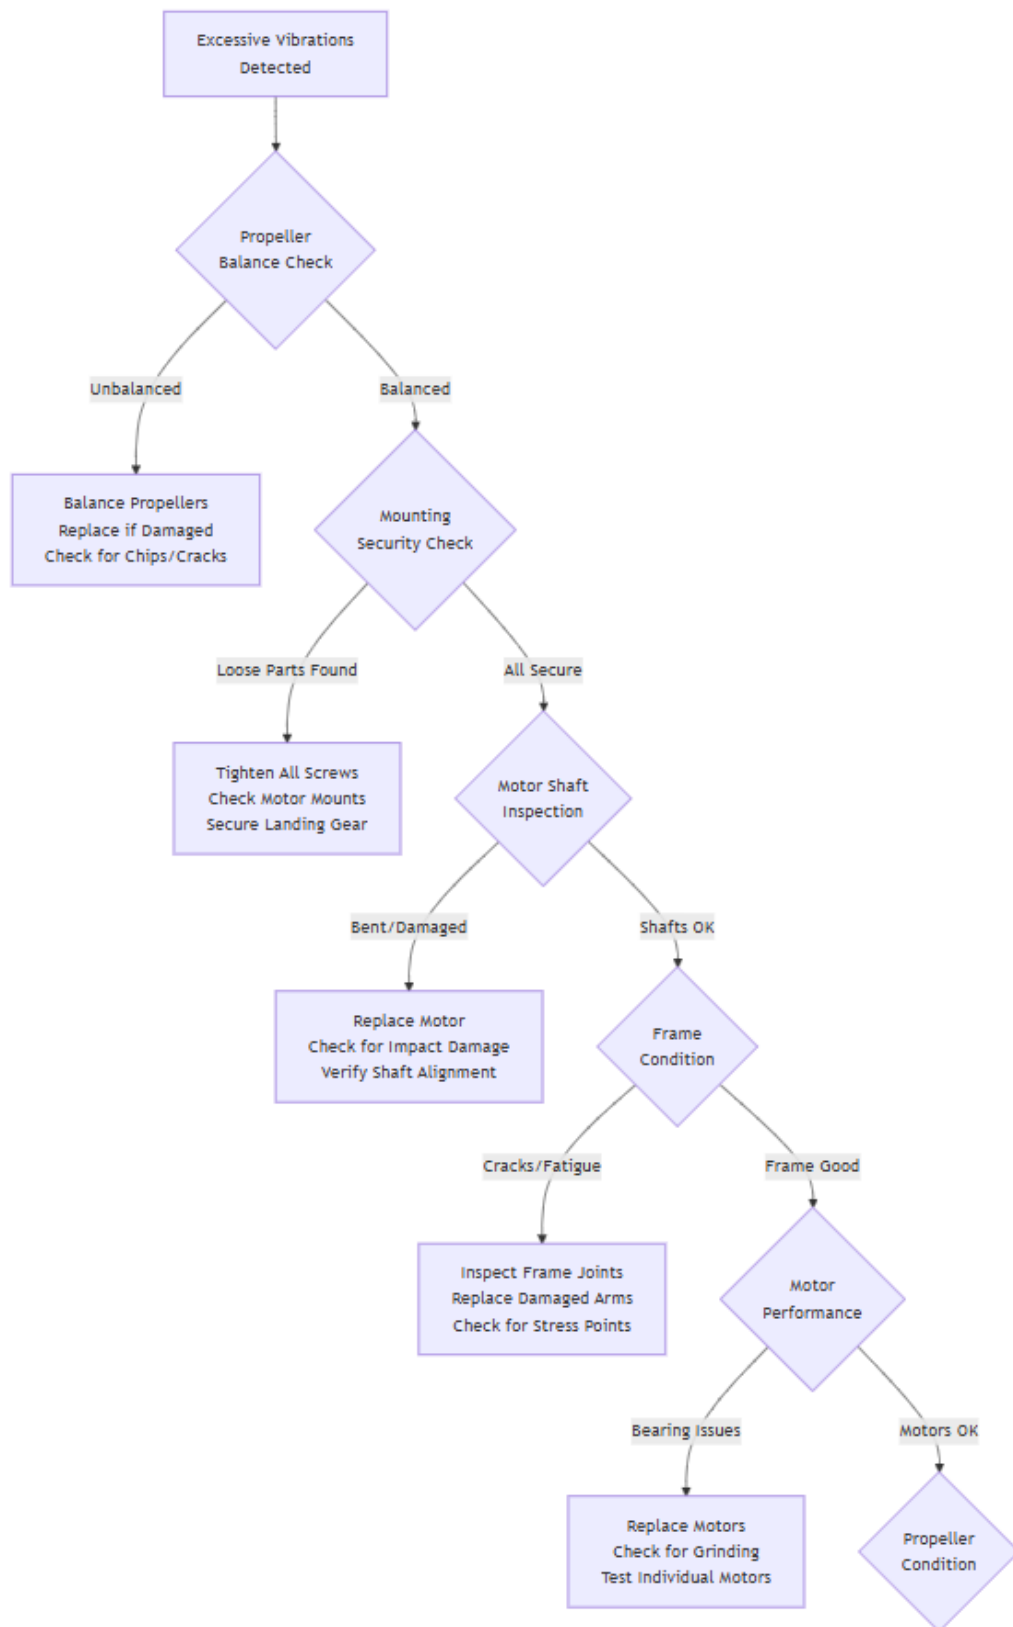 Excessive Vibrations
Detected
Propeller
Balance Check
Unbalanced
Balanced
Balance Propellers
Replace if Damaged
Check for Chips/Cracks
Mounting
Security Check
Loose Parts Found
All Secure
Tighten All Screws
Check Motor Mounts
Secure Landing Gear
Motor Shaft
Inspection
Bent/Damaged
Shafts OK
Replace Motor
Check for Impact Damage
Verify Shaft Alignment
Frame
Condition
Cracks/Fatigue
Frame Good
Inspect Frame Joints
Replace Damaged Arms
Check for Stress Points
Motor
Performance
Bearing Issues
Motors OK
Replace Motors
Check for Grinding
Test Individual Motors
Propeller
Condition